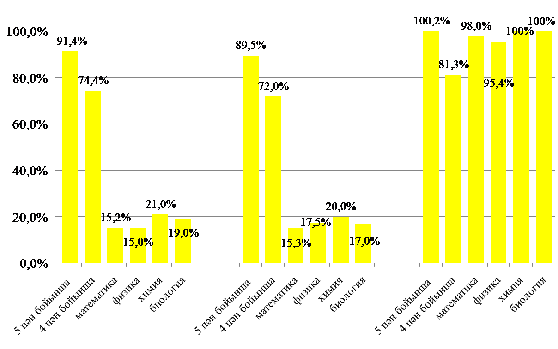 100,0%
80,0%
60,0%
40,0%
20,0%
0,0%
91,4%
74,4%
15,2%
15,0%
21,0%
19,0%
89,5%
72,0%
15,3%
17,5%
20,0%
17,0%
100,2%
81,3%
98,0%
95,4%
100%
100%
5 пән бойынша
4 пән бойынша
математика
физика
химия
биология
5 пән бойынша
4 пән бойынша
математика
физика
химия
биология
5 пән бойынша
4 пән бойынша
математика
физика
химия
биология